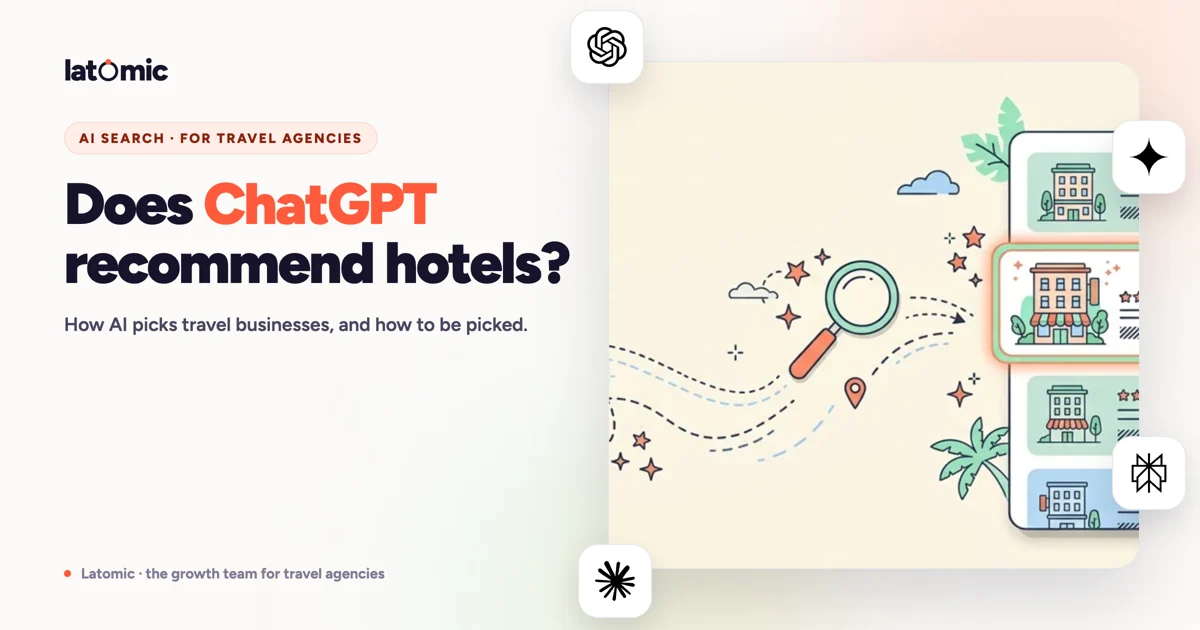 latomic
AI SEARCH · FOR TRAVEL AGENCIES
Does ChatGPT
recommend hotels?
How AI picks travel businesses, and how to be picked.
Latomic · the growth team for travel agencies